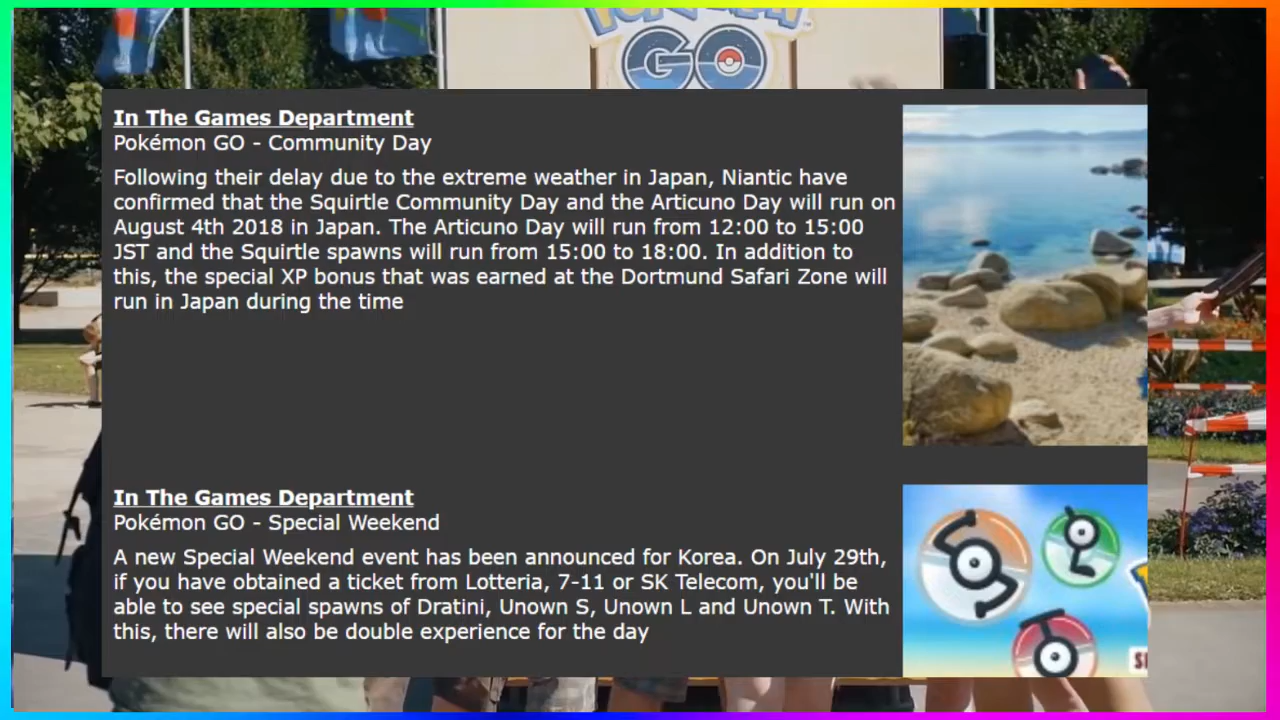 GO
In The Games Department
Pokémon GO - Community Day
Following their delay due to the extreme weather in Japan, Niantic have
confirmed that the Squirtle Community Day and the Articuno Day will run on
August 4th 2018 in Japan. The Articuno Day will run from 12:00 to 15:00
JST and the Squirtle spawns will run from 15:00 to 18:00. In addition to
this, the special XP bonus that was earned at the Dortmund Safari Zone will
run in Japan during the time
In The Games Department
Pokémon GO - Special Weekend
A new Special Weekend event has been announced for Korea. On July 29th,
if you have obtained a ticket from Lotteria, 7-11 or SK Telecom, you'll be
able to see special spawns of Dratini, Unown S, Unown L and Unown T. With
this, there will also be double experience for the day